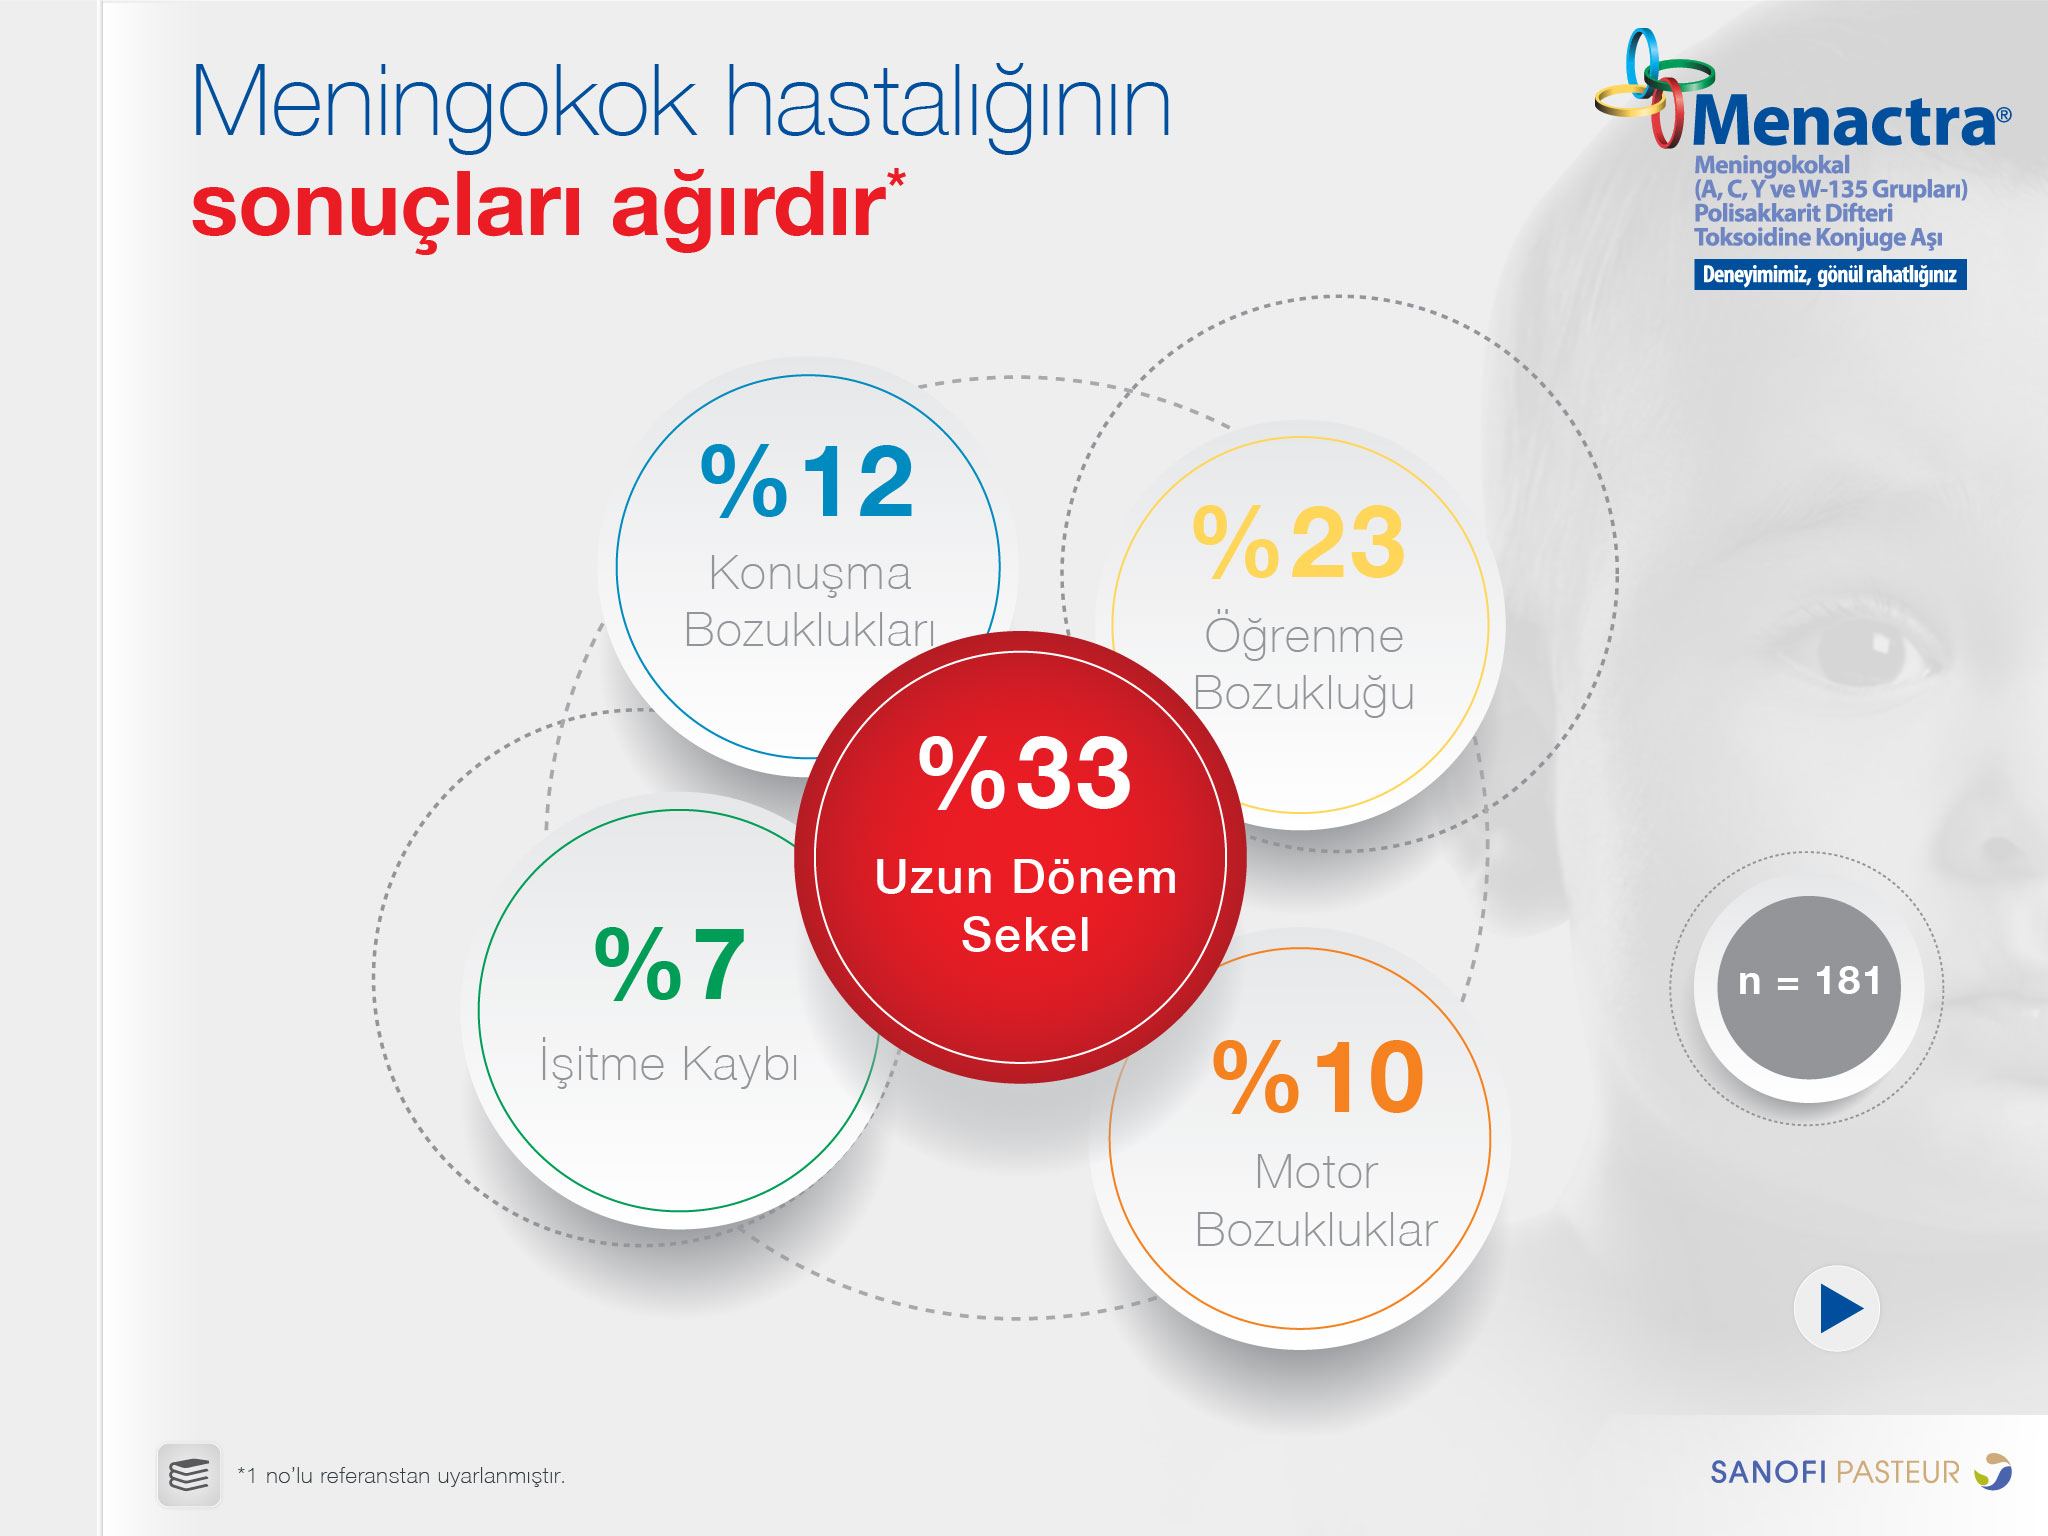 Meningokok hastalığının
sonuçları ağırdır*
Menactra®
Meningokokal
(A, C, Y ve W-135 Grupları)
Polisakkarit Difteri
Toksoidine Konjuge Aşı
Deneyimimiz, gönül rahatlığınız
%12
Konuşma
Bozuklukları
%23
Öğrenme
Bozukluğu
%33
Uzun Dönem
Sekel
%7
İşitme Kaybı
%10
Motor
Bozukluklar
n = 181
*1 no'lu referanstan uyarlanmıştır.
SANOFI PASTEUR